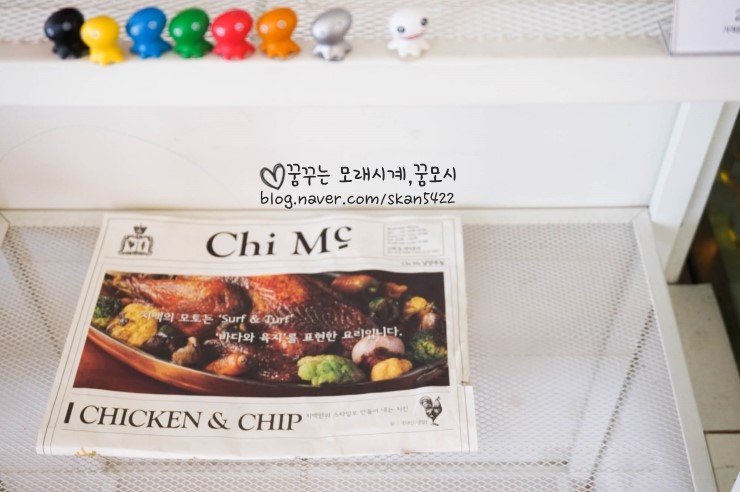 ♡꿈꾸는 모래시계,꿈모시
blog.naver.com/skan5422
Chi Mc
Chi Mc
치맥의 모토는 'Surf & Turf'
'바다와 육지'를 표현한 요리입니다.
CHICKEN & CHIP